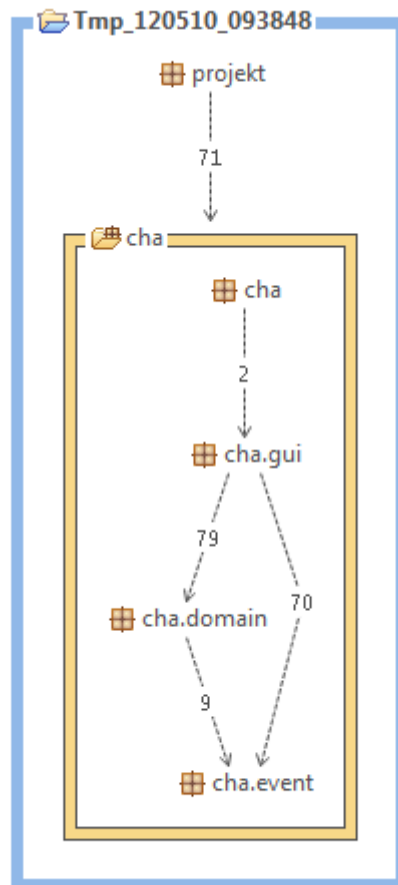 Tmp_120510_093848
projekt
71
cha
cha
2
cha.gui
79
70
cha.domain
9
cha.event